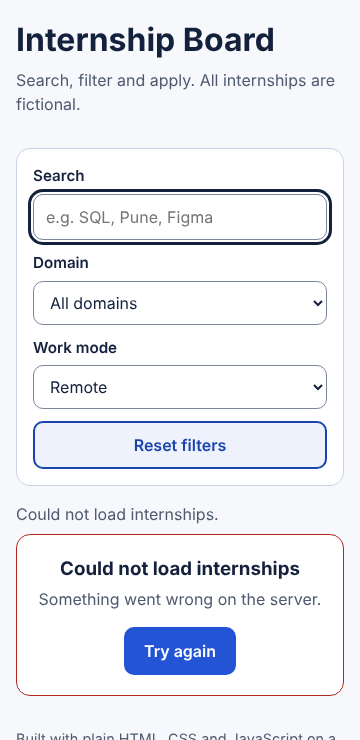 Internship Board
Search, filter and apply. All internships are
fictional.
Search
e.g. SQL, Pune, Figma
Domain
All domains
Work mode
Remote
Reset filters
Could not load internships.
Could not load internships
Something went wrong on the server.
Try again
Built with plain HTML, CSS and JavaScript on a